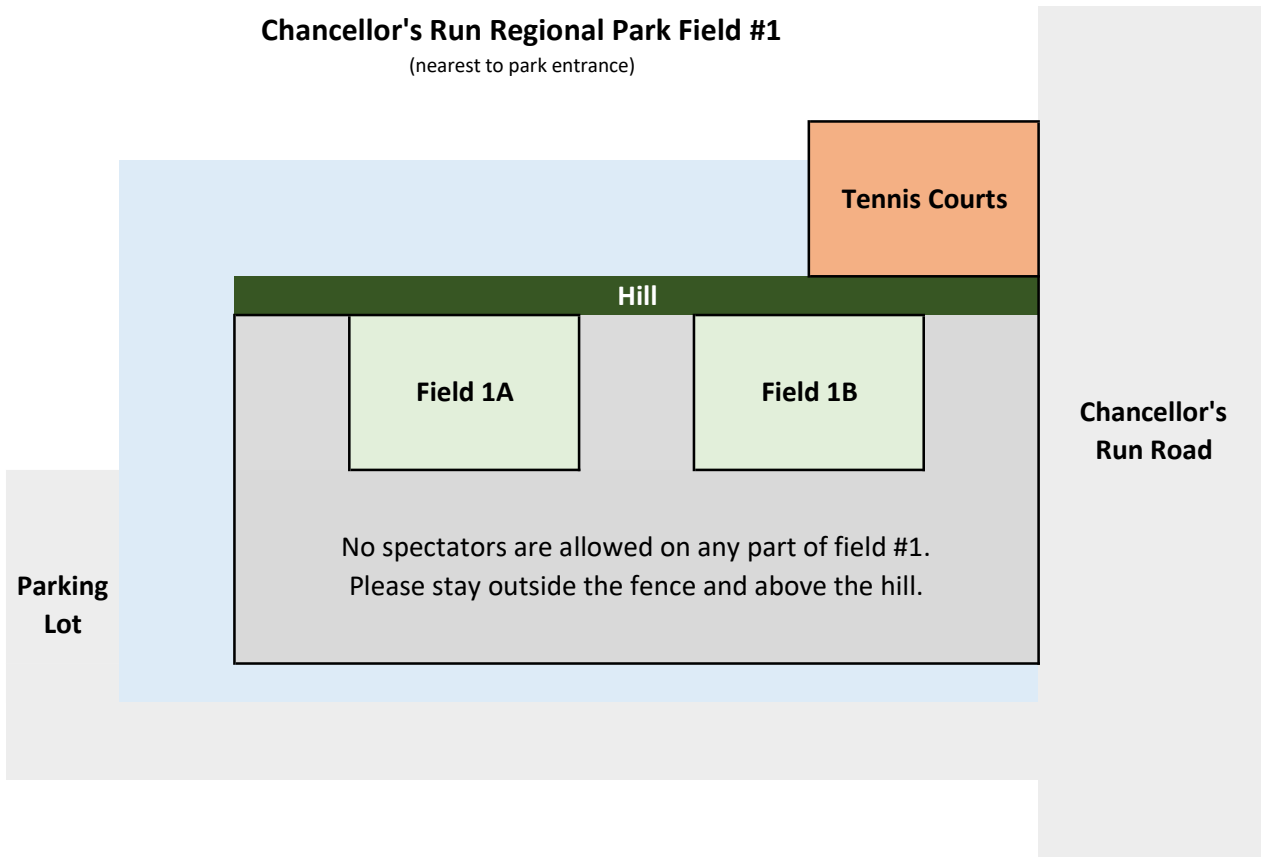 Chancellor's Run Regional Park Field #1
(nearest to park entrance)
Tennis Courts
Hill
Field 1A
Field 1B
Chancellor's
Run Road
No spectators are allowed on any part of field #1.
Please stay outside the fence and above the hill.
Parking
Lot